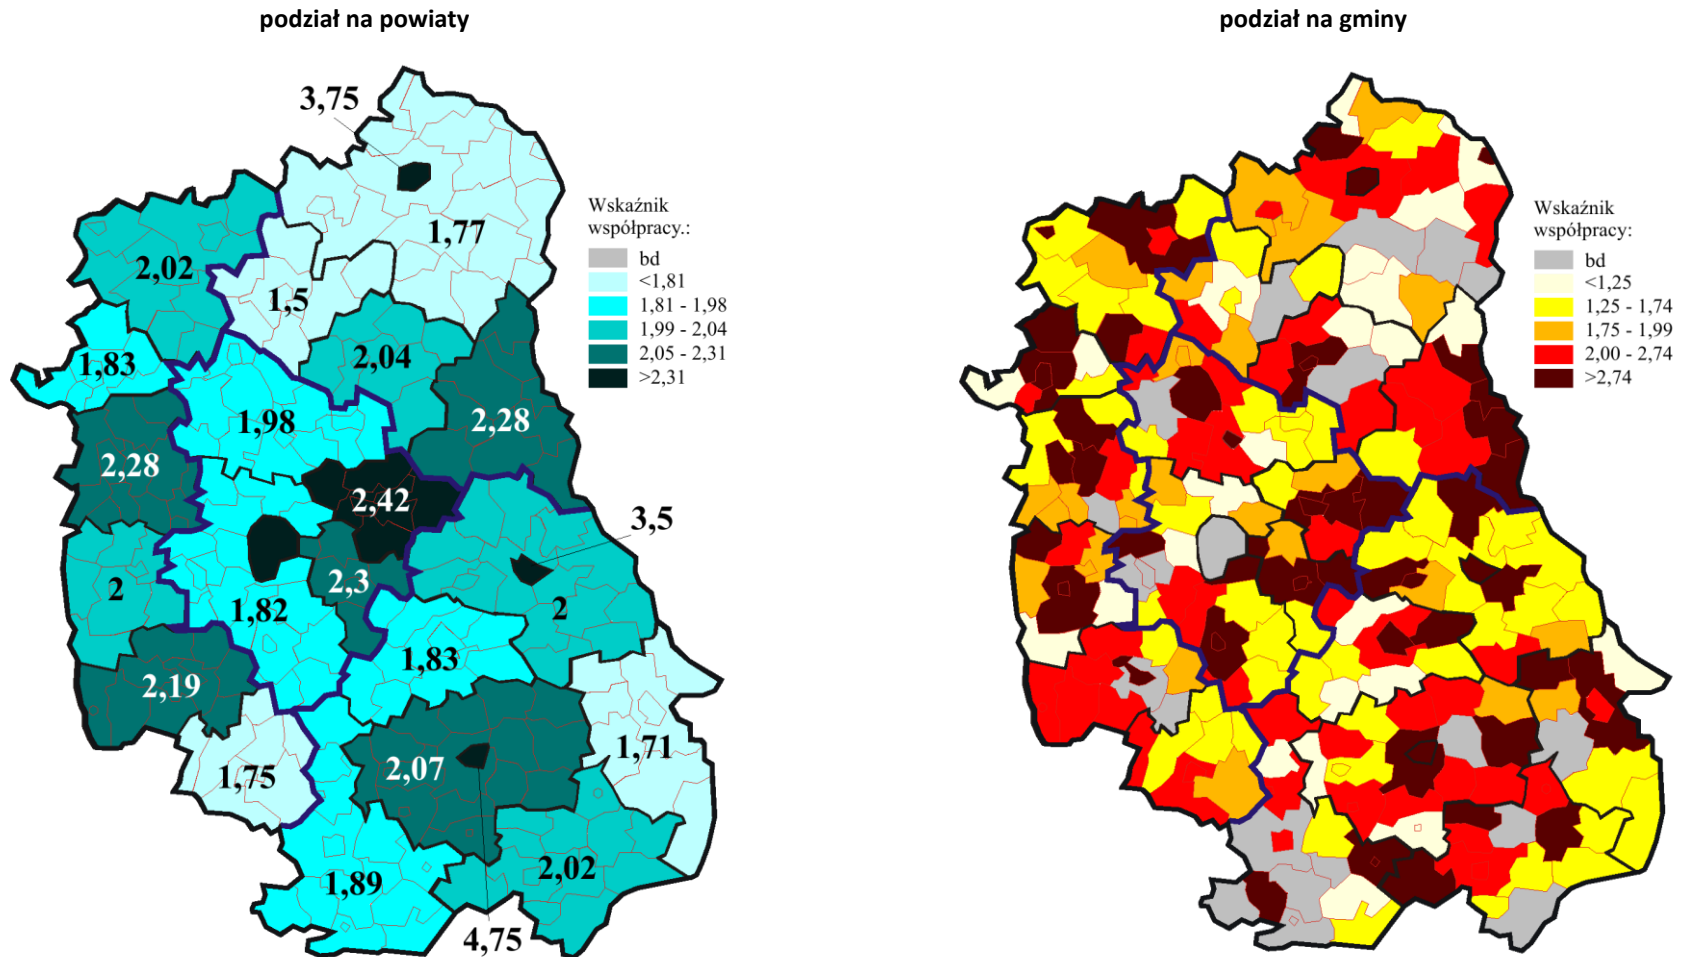 podział na powiaty
podział na gminy
3,75
Wskaźnik
współpracy.:
bd
<1,81
1,81 - 1,98
1,99 - 2,04
2,05 - 2,31
>2,31
1,77
2,02
1,5
1,83
2,04
1,98
2,28
2,28
2,42
3,5
2,3
2
1,82
2
1,83
2,19
1,71
2,07
1,75
2,02
1,89
4,75
Wskaźnik
współpracy:
bd
<1,25
1,25 - 1,74
1,75 - 1,99
2,00 - 2,74
>2,74